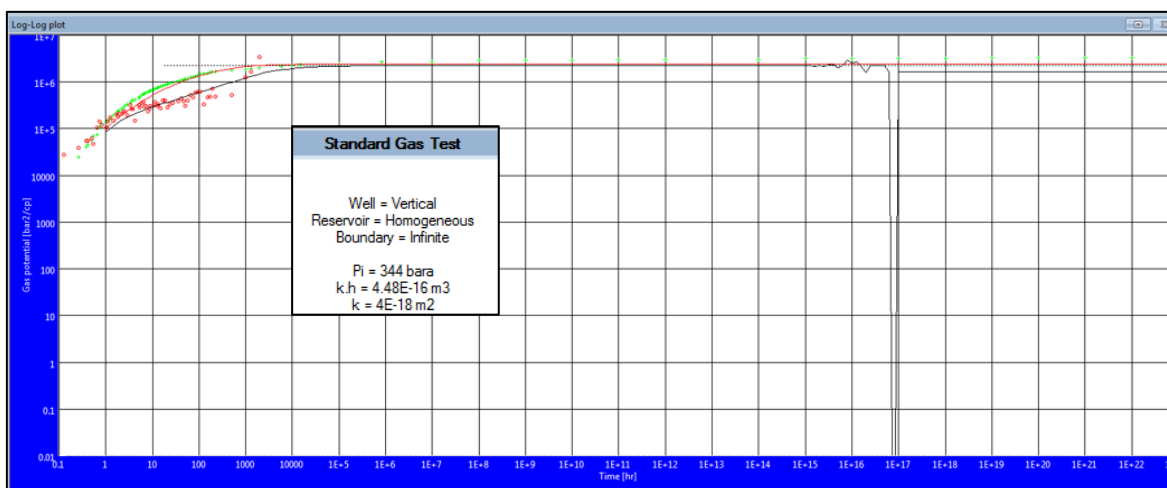 Log-Log plot
1E+7
1E+6
1E+5
10000
1000
100
10
1
0.1
0.01
Gas potential [bar2/cp]
Standard Gas Test
Well = Vertical
Reservoir = Homogeneous
Boundary = Infinite
Pi = 344 bara
k.h = 4.48E-16 m3
k = 4E-18 m2
0.1 1 10 100 1000 10000 1E+5 1E+6 1E+7 1E+8 1E+9 1E+10 1E+11 1E+12 1E+13 1E+14 1E+15 1E+16 1E+17 1E+18 1E+19 1E+20 1E+21 1E+22
Time [hr]